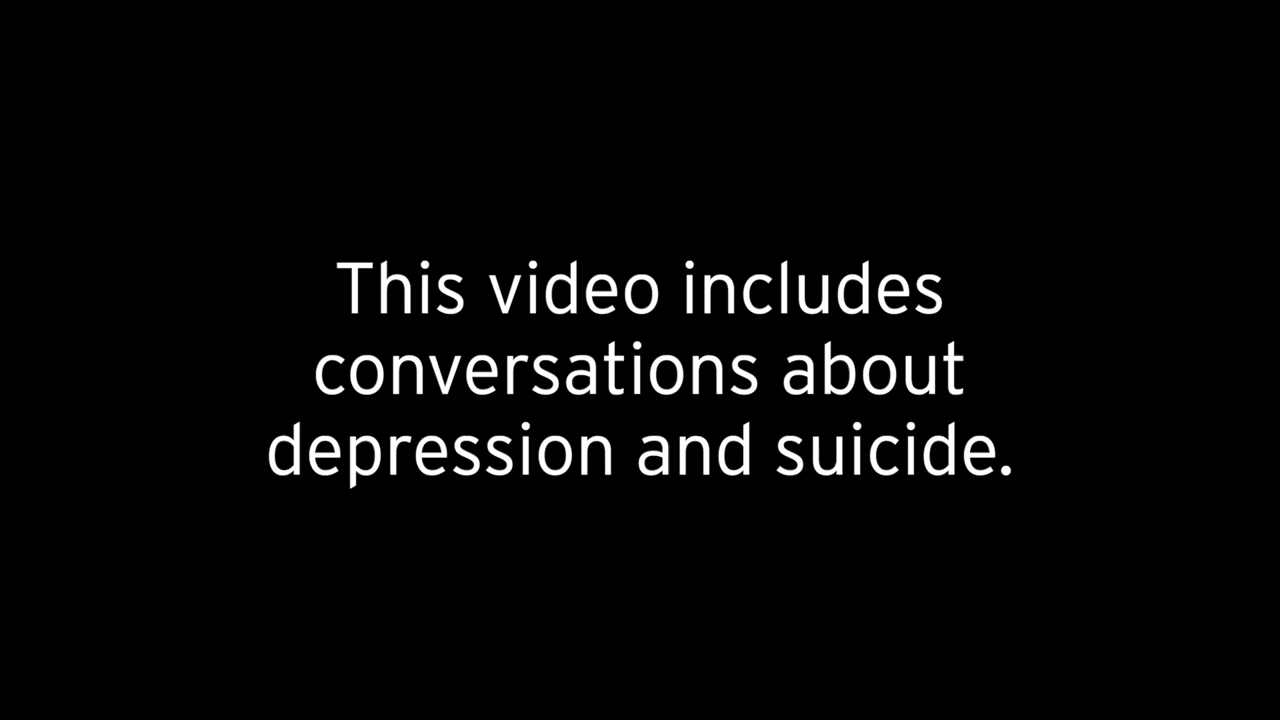 This video includes
conversations about
depression and suicide.